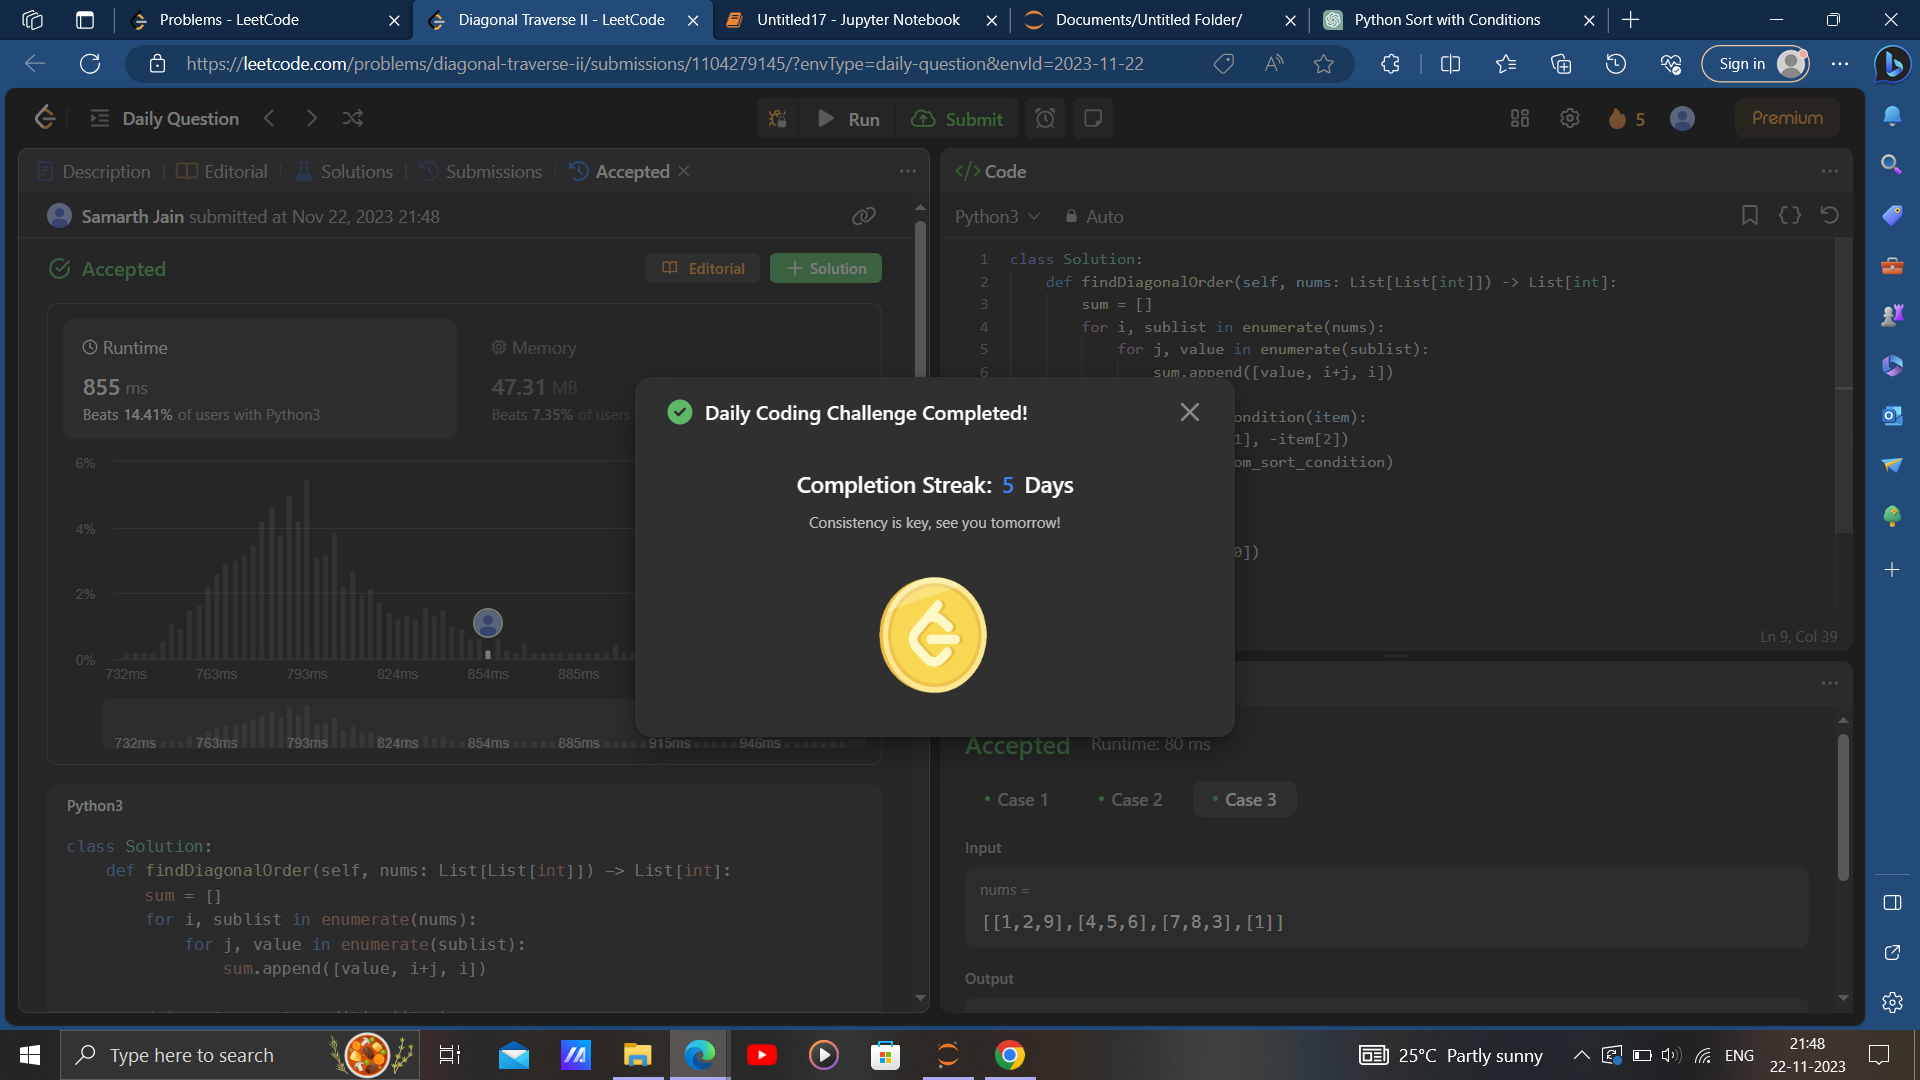 Problems - LeetCode
Diagonal Traverse II - LeetCode
Untitled17 - Jupyter Notebook
Documents/Untitled Folder/
Python Sort with Conditions
https://leetcode.com/problems/diagonal-traverse-ii/submissions/1104279145/?envType=daily-question&envId=2023-11-22
Sign in
Daily Question
Run
Submit
5
Premium
Description
Editorial
Solutions
Submissions
Accepted
Samarth Jain submitted at Nov 22, 2023 21:48
Accepted
Editorial
+ Solution
Runtime
855 ms
Beats 14.41% of users with Python3
Memory
47.31 MB
Beats 7.35% of users
6%
4%
2%
0%
732ms 763ms 793ms 824ms 854ms 885ms
732ms 763ms 793ms 824ms 854ms 885ms 915ms 946ms
Python3
class Solution:
def findDiagonalOrder(self, nums: List[List[int]]) -> List[int]:
sum = []
for i, sublist in enumerate(nums):
for j, value in enumerate(sublist):
sum.append([value, i+j, i])
Daily Coding Challenge Completed!
Completion Streak: 5 Days
Consistency is key, see you tomorrow!
</> Code
Python3
Auto
1 class Solution:
2 def findDiagonalOrder(self, nums: List[List[int]]) -> List[int]:
3 sum = []
4 for i, sublist in enumerate(nums):
5 for j, value in enumerate(sublist):
6 sum.append([value, i+j, i])
ondition(item):
1], -item[2])
om_sort_condition)
0])
Ln 9, Col 39
Accepted
Runtime: 80 ms
Case 1
Case 2
Case 3
Input
nums =
[[1,2,9],[4,5,6],[7,8,3],[1]]
Output
Type here to search
25°C Partly sunny
ENG
21:48
22-11-2023